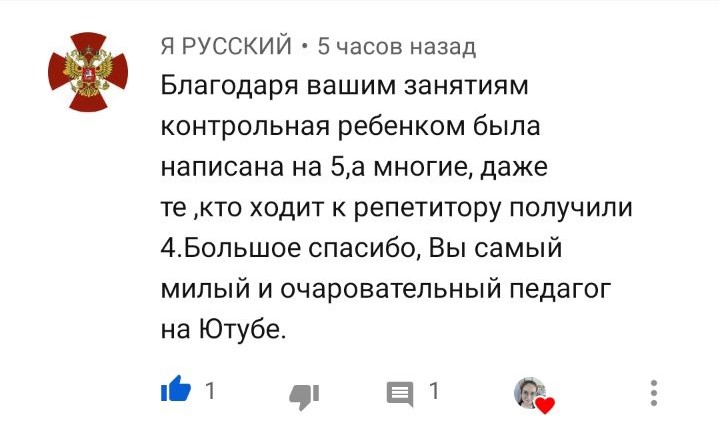 Я РУССКИЙ • 5 часов назад
Благодаря вашим занятиям
контрольная ребенком была
написана на 5,а многие, даже
те ,кто ходит к репетитору получили
4.Большое спасибо, Вы самый
милый и очаровательный педагог
на Ютубе.
1 1